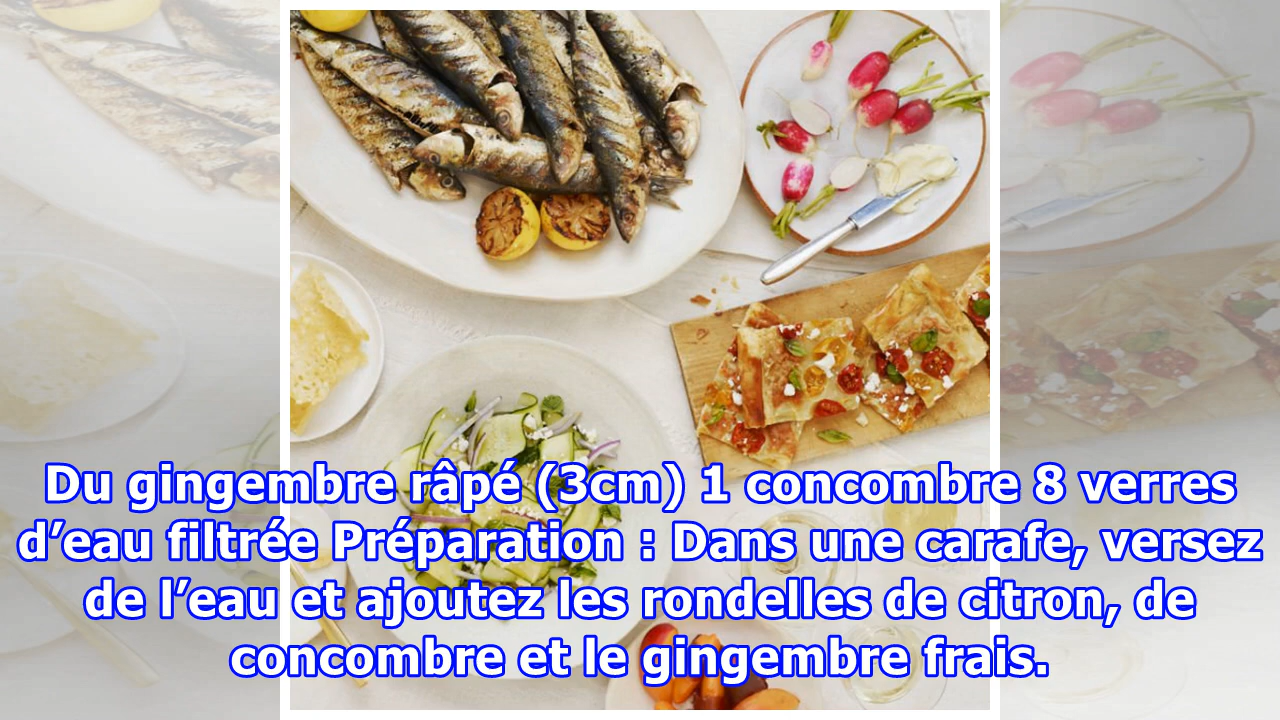 Du gingembre râpé (3cm) 1 concombre 8 verres
d’eau filtrée Préparation : Dans une carafe, versez
de l’eau et ajoutez les rondelles de citron, de
concombre et le gingembre frais.